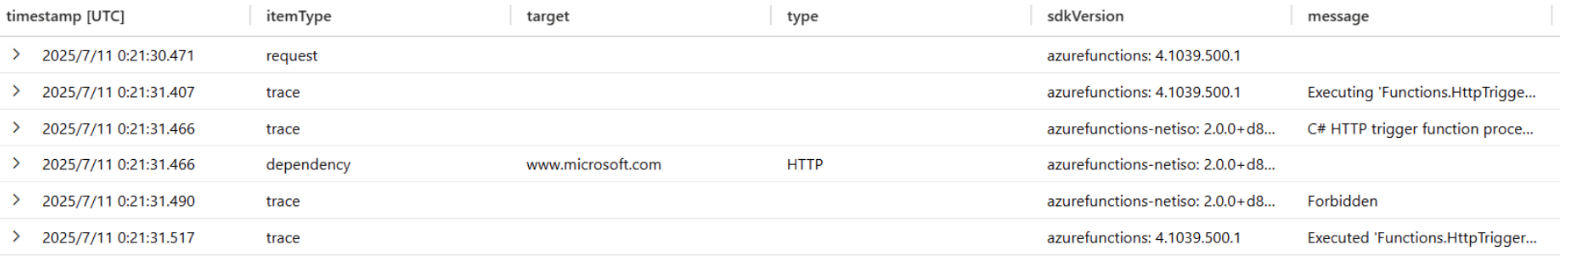 timestamp [UTC] itemType target type sdkVersion message
2025/7/11 0:21:30.471 request azurefunctions: 4.1039.500.1
2025/7/11 0:21:31.407 trace azurefunctions: 4.1039.500.1 Executing 'Functions.HttpTrigge...
2025/7/11 0:21:31.466 trace azurefunctions-netiso: 2.0.0+d8... C# HTTP trigger function proce...
2025/7/11 0:21:31.466 dependency www.microsoft.com HTTP azurefunctions-netiso: 2.0.0+d8...
2025/7/11 0:21:31.490 trace azurefunctions-netiso: 2.0.0+d8... Forbidden
2025/7/11 0:21:31.517 trace azurefunctions: 4.1039.500.1 Executed 'Functions.HttpTrigger...